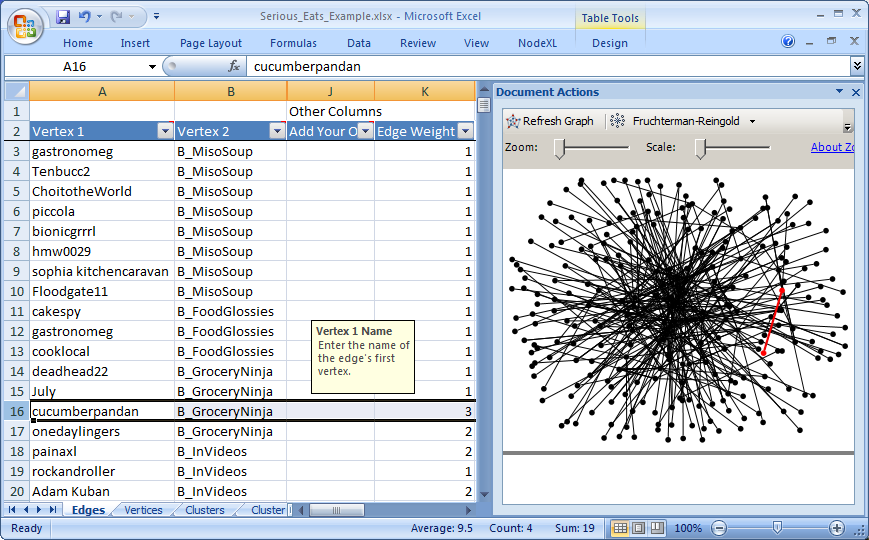 Serious_Eats_Example.xlsx - Microsoft Excel
Table Tools
Home Insert Page Layout Formulas Data Review View NodeXL Design
A16 fx cucumberpandan
A B J K
1 Other Columns
2 Vertex 1 Vertex 2 Add Your O Edge Weight
3 gastronomeg B_MisoSoup 1
4 Tenbucc2 B_MisoSoup 1
5 ChoitotheWorld B_MisoSoup 1
6 piccola B_MisoSoup 1
7 bionicgrrrl B_MisoSoup 1
8 hmw0029 B_MisoSoup 1
9 sophia kitchencaravan B_MisoSoup 1
10 Floodgate11 B_MisoSoup 1
11 cakespy B_FoodGlossies 1
12 gastronomeg B_FoodGlossies 1
13 cooklocal B_FoodGlossies 1
14 deadhead22 B_GroceryNinja 1
15 July B_GroceryNinja 1
16 cucumberpandan B_GroceryNinja 3
17 onedaylingers B_GroceryNinja 2
18 painaxl B_InVideos 2
19 rockandroller B_InVideos 1
20 Adam Kuban B_InVideos 2
Vertex 1 Name
Enter the name of
the edge's first
vertex.
Edges Vertices Clusters Cluster
Document Actions
Refresh Graph Fruchterman-Reingold
Zoom: Scale: About Zo
Ready Average: 9.5 Count: 4 Sum: 19 100%